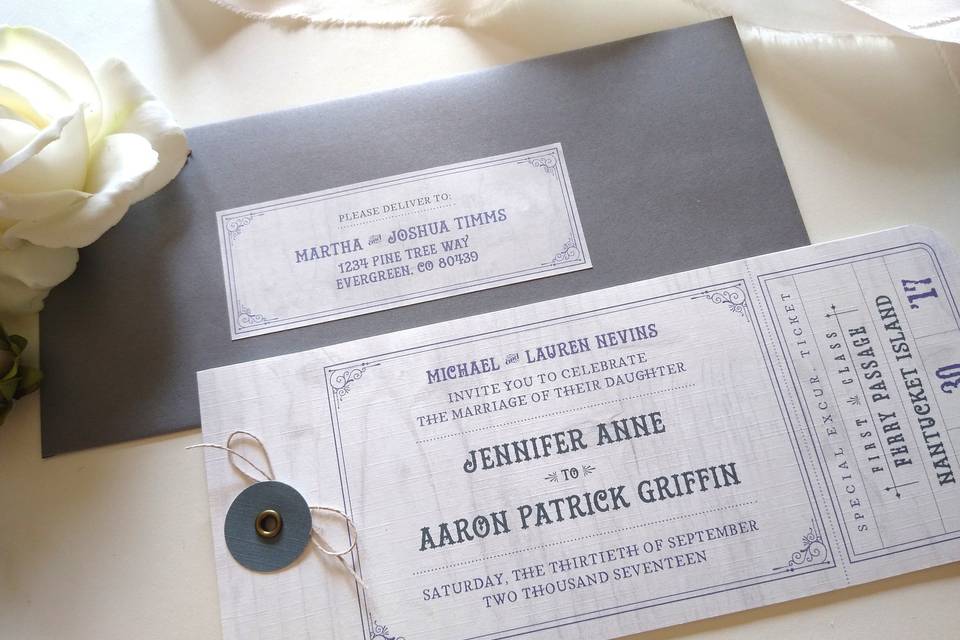 PLEASE DELIVER TO:
MARTHA and JOSHUA TIMMS
1234 PINE TREE WAY
EVERGREEN, CO 80439
MICHAEL and LAUREN NEVINS
INVITE YOU TO CELEBRATE
THE MARRIAGE OF THEIR DAUGHTER
JENNIFER ANNE
TO
AARON PATRICK GRIFFIN
SATURDAY, THE THIRTIETH OF SEPTEMBER
TWO THOUSAND SEVENTEEN
SPECIAL EXCUR. TICKET
FIRST & CLASS
FERRY PASSAGE
NANTUCKET ISLAND
30 '17